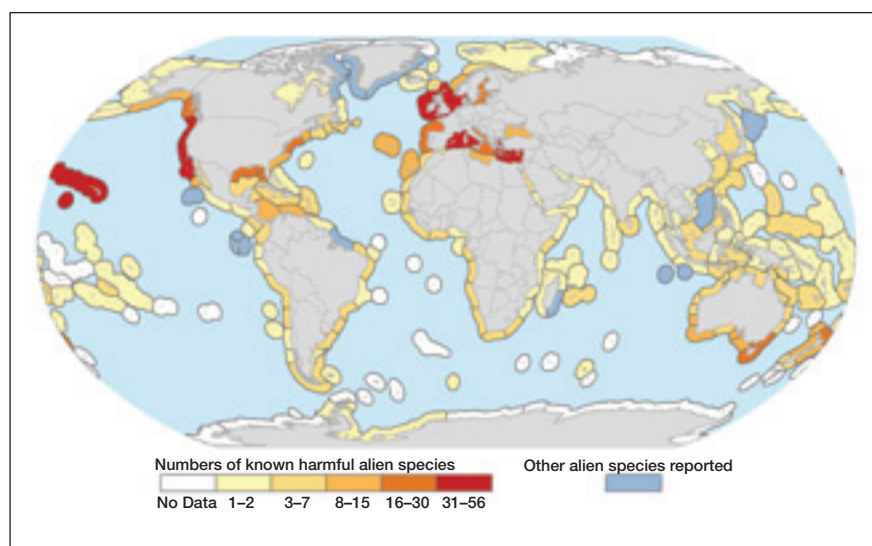 Numbers of known harmful alien species
Other alien species reported
No Data 1–2 3–7 8–15 16–30 31–56